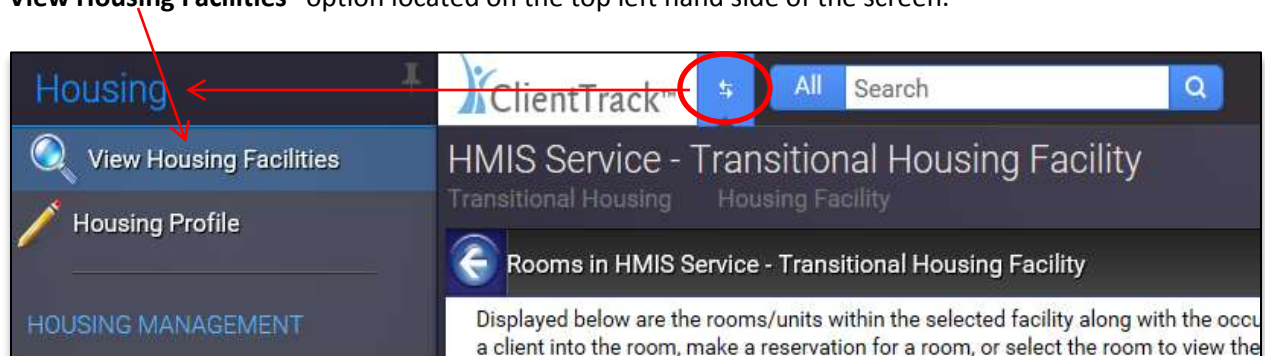 View Housing Facilities" option located on the top left hand side of the screen.
Housing
ClientTrack™
All
Search
View Housing Facilities
Housing Profile
HOUSING MANAGEMENT
HMIS Service - Transitional Housing Facility
Transitional Housing Housing Facility
Rooms in HMIS Service - Transitional Housing Facility
Displayed below are the rooms/units within the selected facility along with the occu
a client into the room, make a reservation for a room, or select the room to view the